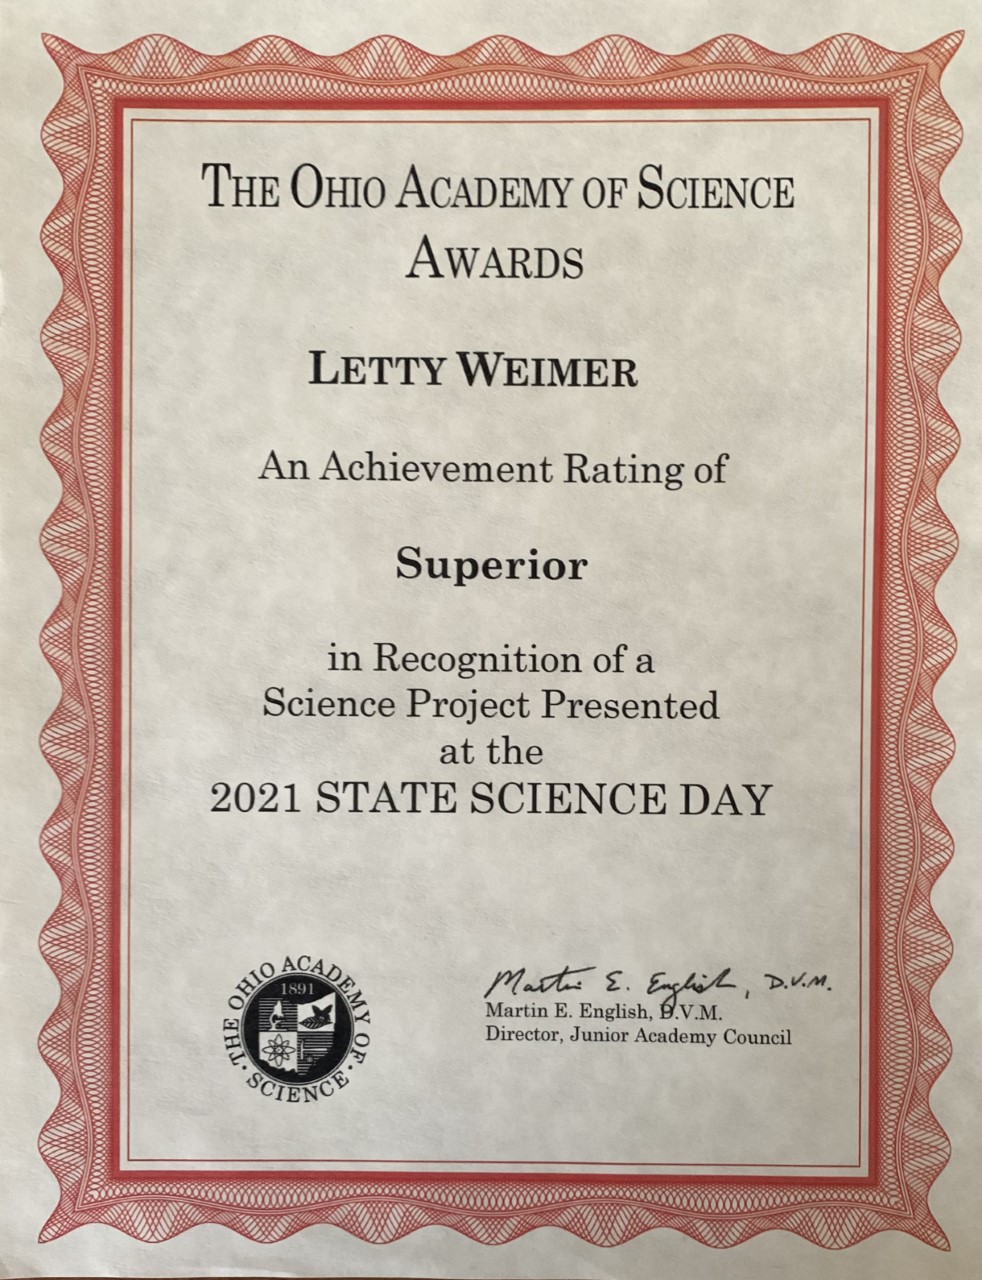 THE OHIO ACADEMY OF SCIENCE
AWARDS
LETTY WEIMER
An Achievement Rating of
Superior
in Recognition of a
Science Project Presented
at the
2021 STATE SCIENCE DAY
THE OHIO ACADEMY OF
· SCIENCE ·
1891
Martin E. English, D.V.M.
Martin E. English, D.V.M.
Director, Junior Academy Council